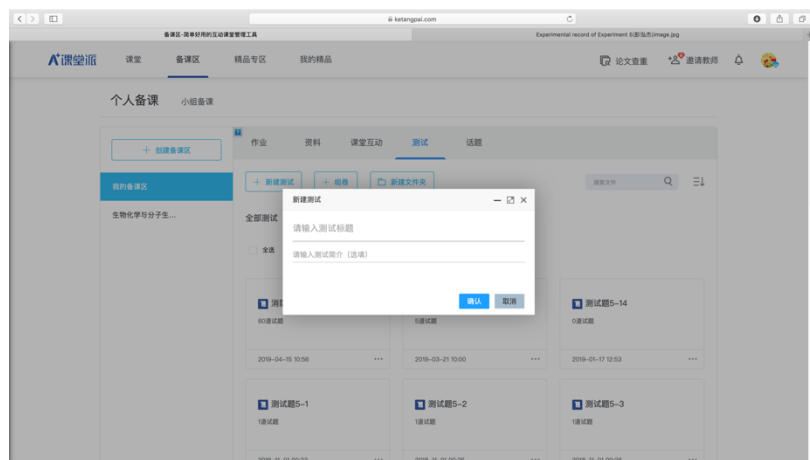 ketangpai.com
备课区-简单好用的互动课堂管理工具
Experimental record of Experiment 6(彭泓杰)/image.jpg
课堂派 课堂 备课区 精品专区 我的精品 论文查重 邀请教师
个人备课 小组备课
+ 创建备课区
我的备课区
生物化学与分子生...
作业 资料 课堂互动 测试 话题
+ 新建测试 + 组卷 新建文件夹 搜索文件
全部测试
全选
新建测试
请输入测试标题
请输入测试简介（选填）
确认 取消
60道试题
2019-04-15 10:56
6道试题
2019-03-21 10:00
测试题5-14
0道试题
2019-01-17 12:53
测试题5-1
1道试题
测试题5-2
1道试题
测试题5-3
1道试题